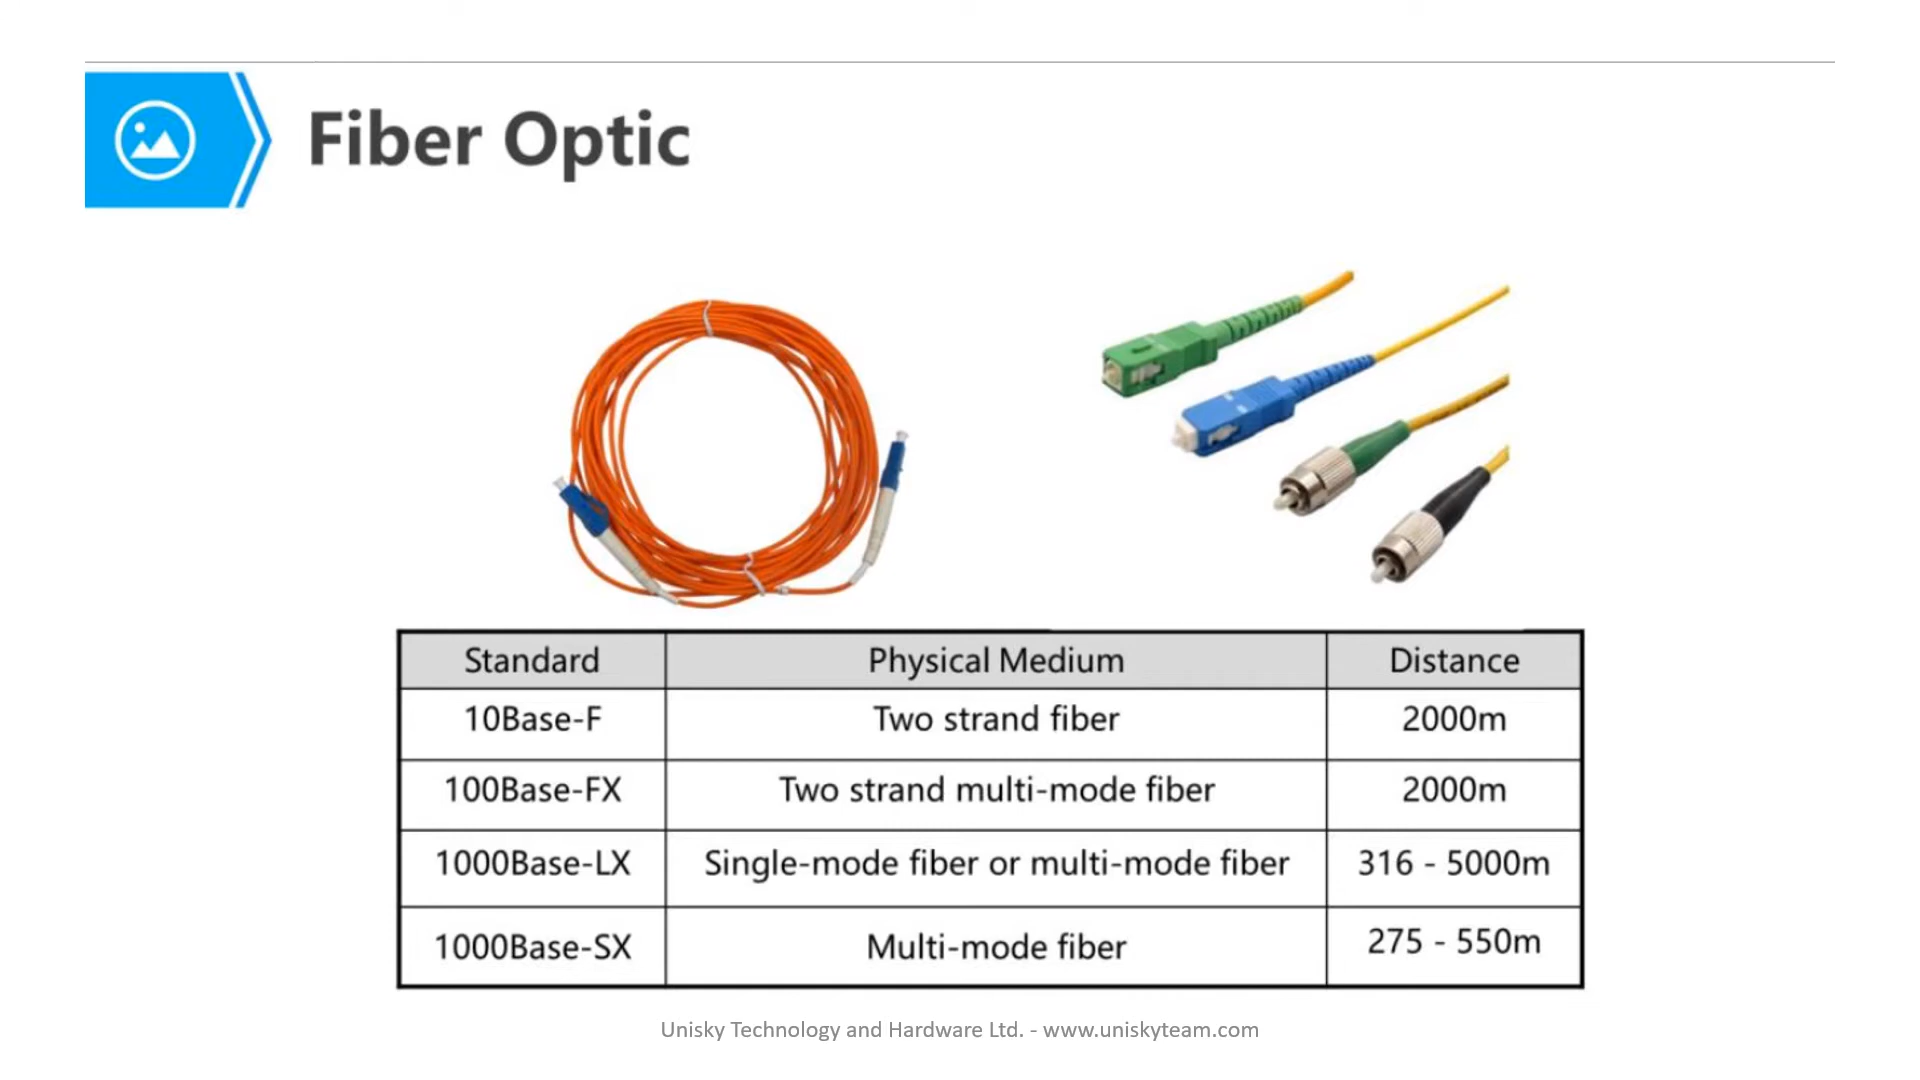 Fiber Optic
Standard Physical Medium Distance
10Base-F Two strand fiber 2000m
100Base-FX Two strand multi-mode fiber 2000m
1000Base-LX Single-mode fiber or multi-mode fiber 316 - 5000m
1000Base-SX Multi-mode fiber 275 - 550m
Unisky Technology and Hardware Ltd. - www.uniskyteam.com